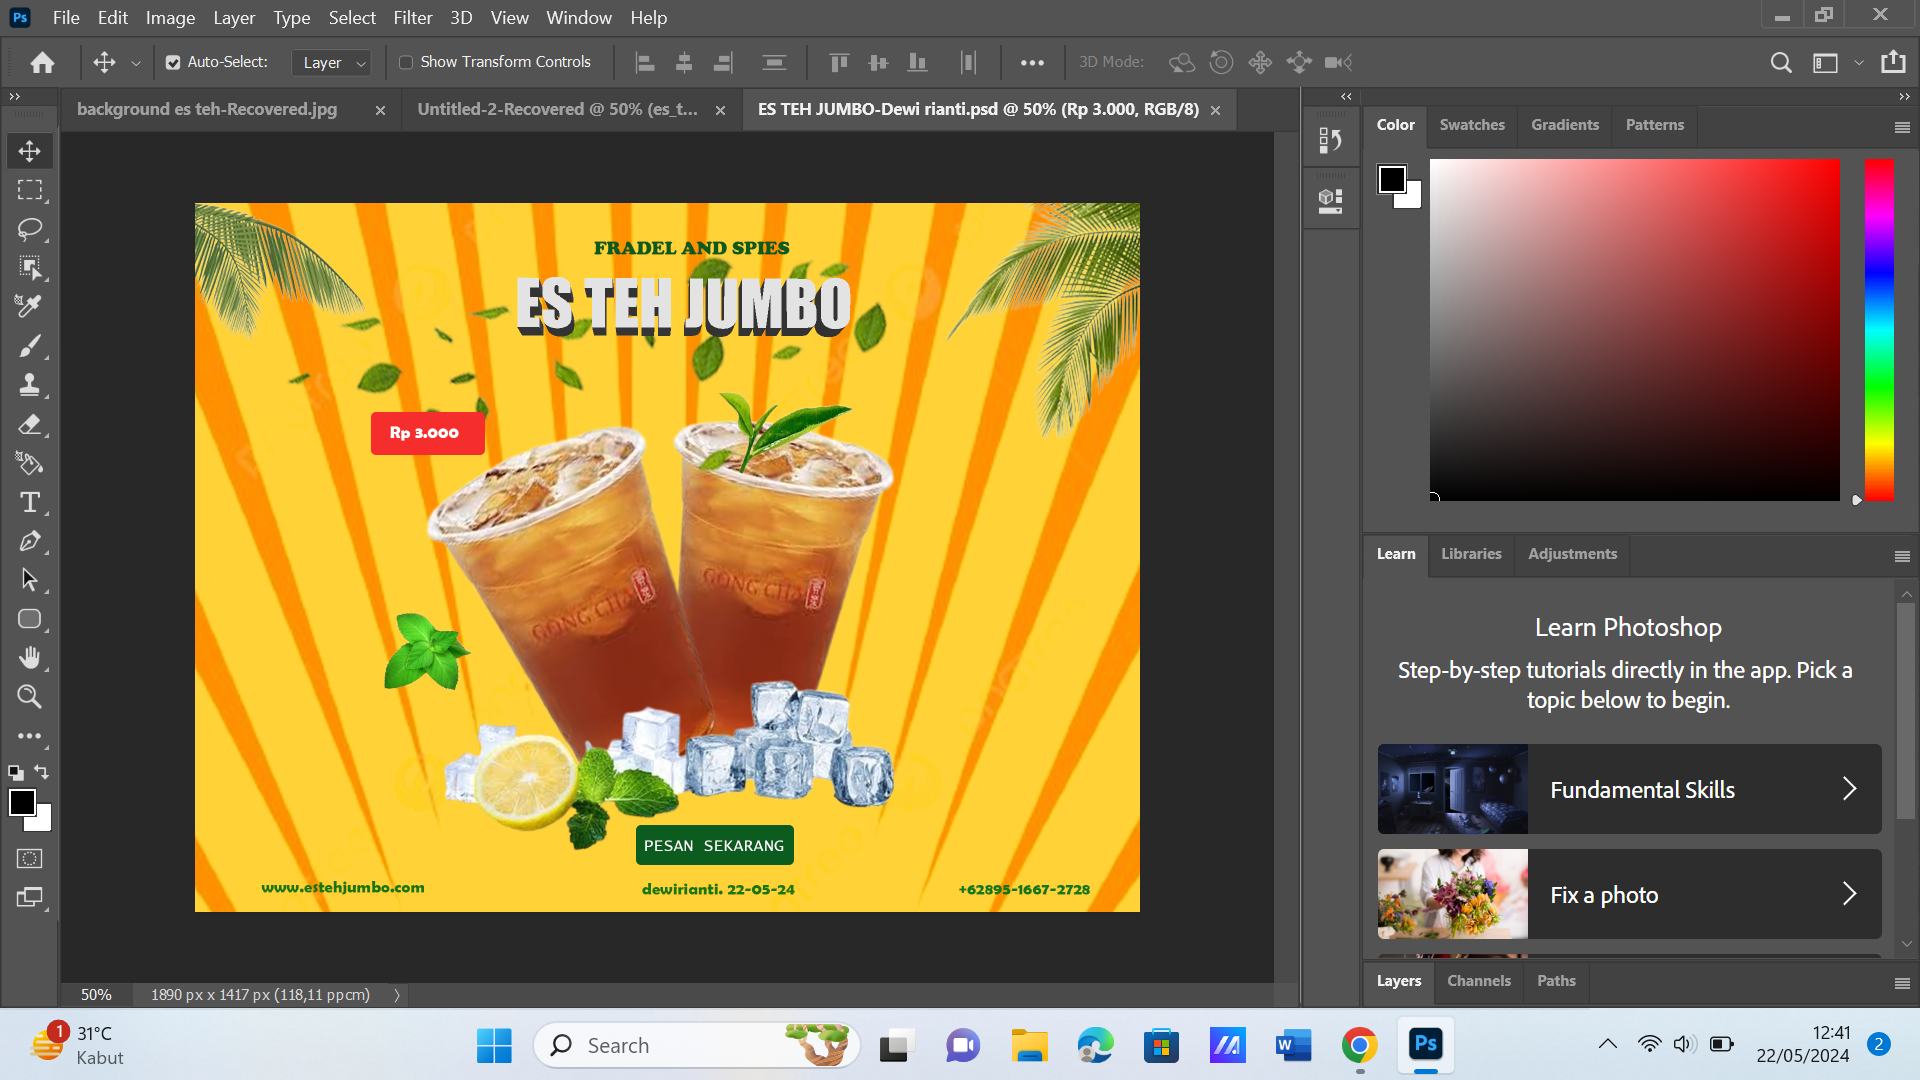 Ps File Edit Image Layer Type Select Filter 3D View Window Help
Auto-Select: Layer Show Transform Controls 3D Mode:
background es teh-Recovered.jpg Untitled-2-Recovered @ 50% (es_t... ES TEH JUMBO-Dewi rianti.psd @ 50% (Rp 3.000, RGB/8)
Color Swatches Gradients Patterns
FRADEL AND SPIES
ES TEH JUMBO
Rp 3.000
GONG CHA
GONG CHA
PESAN SEKARANG
www.estehjumbo.com dewirianti. 22-05-24 +62895-1667-2728
Learn Libraries Adjustments
Learn Photoshop
Step-by-step tutorials directly in the app. Pick a
topic below to begin.
Fundamental Skills
Fix a photo
Layers Channels Paths
50% 1890 px x 1417 px (118,11 ppcm)
1 31°C
Kabut
Search
W
Ps
12:41
22/05/2024
2